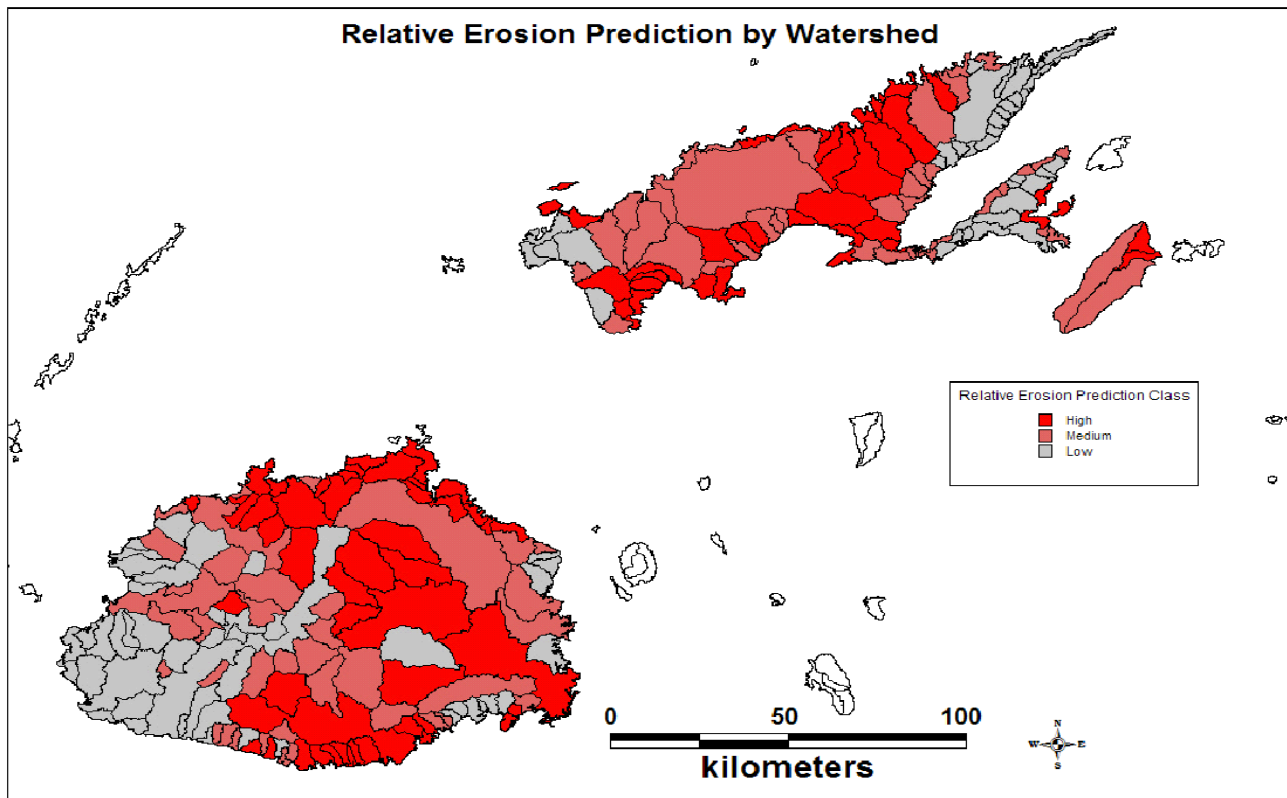 Relative Erosion Prediction by Watershed
Relative Erosion Prediction Class
High
Medium
Low
0 50 100
kilometers
N
W E
S